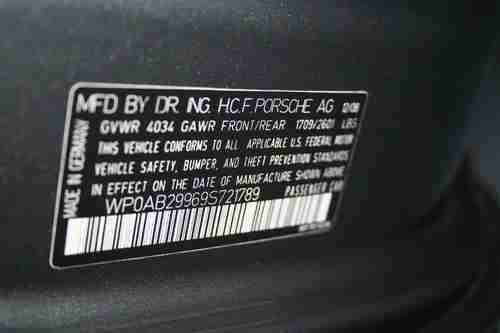 MFD BY DR. ING. H.C.F. PORSCHE AG 12/08
GVWR 4034 GAWR FRONT/REAR 1709/2601 LBS
THIS VEHICLE CONFORMS TO ALL APPLICABLE U.S. FEDERAL MOTOR
VEHICLE SAFETY, BUMPER, AND THEFT PREVENTION STANDARDS
IN EFFECT ON THE DATE OF MANUFACTURE SHOWN ABOVE.
WP0AB29969S721789 PASSENGER CAR
MADE IN GERMANY